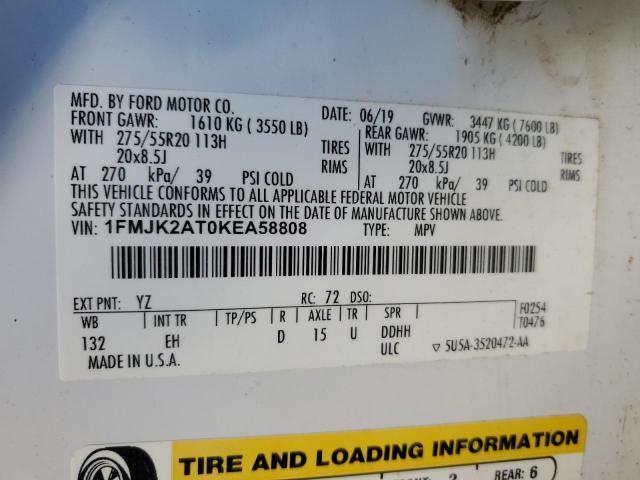 MFD. BY FORD MOTOR CO.
DATE: 06/19 GVWR: 3447 KG ( 7600 LB)
FRONT GAWR: 1610 KG ( 3550 LB) REAR GAWR: 1905 KG ( 4200 LB)
WITH 275/55R20 113H TIRES WITH 275/55R20 113H TIRES
20x8.5J RIMS 20x8.5J RIMS
AT 270 kPa/ 39 PSI COLD AT 270 kPa/ 39 PSI COLD
THIS VEHICLE CONFORMS TO ALL APPLICABLE FEDERAL MOTOR VEHICLE
SAFETY STANDARDS IN EFFECT ON THE DATE OF MANUFACTURE SHOWN ABOVE.
VIN: 1FMJK2AT0KEA58808 TYPE: MPV
EXT PNT: YZ RC: 72 DSO:
WB INT TR TP/PS R AXLE TR SPR
132 EH D 15 U DDHH
F0254
T0476
MADE IN U.S.A. ULC ▽ 5U5A-3520472-AA
TIRE AND LOADING INFORMATION
REAR: 6